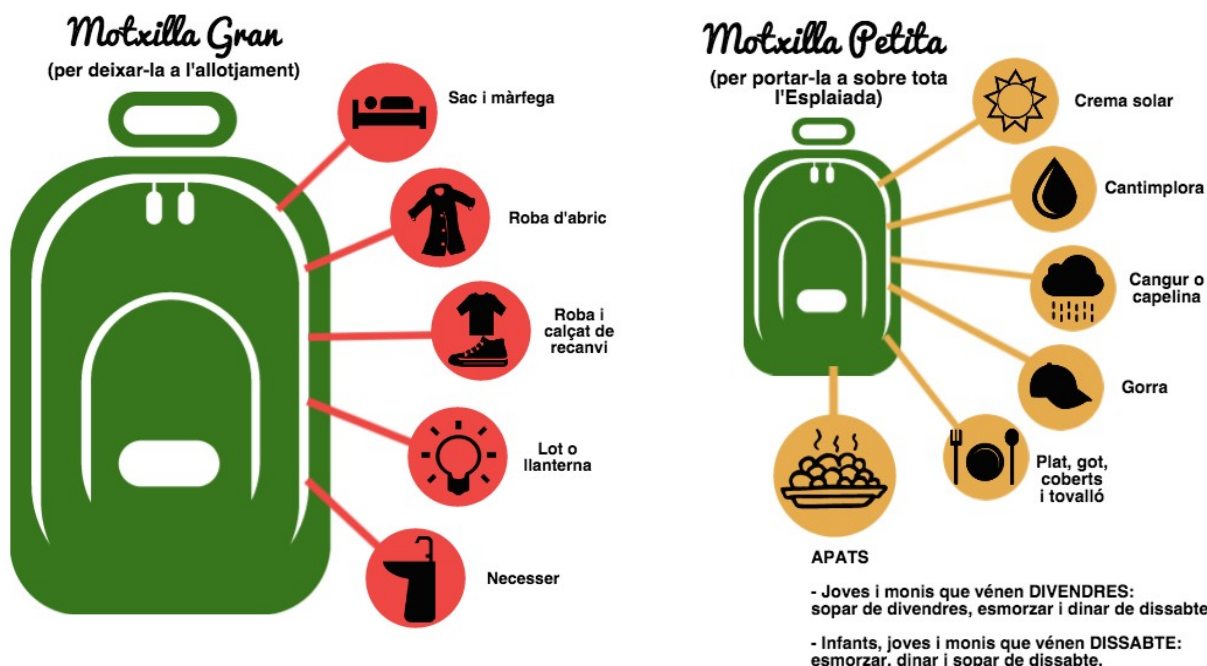 Motxilla Gran
(per deixar-la a l'allotjament)
Sac i màrfega
Roba d'abric
Roba i
calçat de
recanvi
Lot o
llanterna
Necesser
Motxilla Petita
(per portar-la a sobre tota
l'Esplaiada)
Crema solar
Cantimplora
Cangur o
capelina
Gorra
Plat, got,
coberts
i tovalló
APATS
- Joves i monis que vénen DIVENDRES:
sopar de divendres, esmorzar i dinar de dissabte
- Infants, joves i monis que vénen DISSABTE:
esmorzar, dinar i sopar de dissabte.